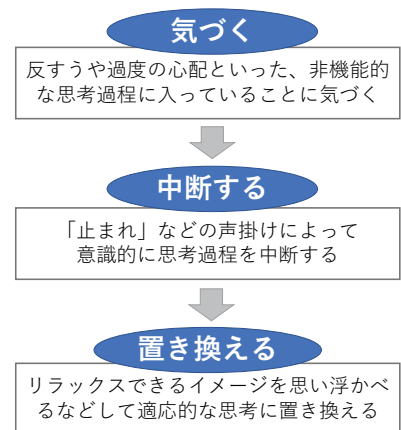 気づく
反すうや過度の心配といった、非機能的
な思考過程に入っていることに気づく
中断する
「止まれ」などの声掛けによって
意識的に思考過程を中断する
置き換える
リラックスできるイメージを思い浮かべ
るなどして適応的な思考に置き換える